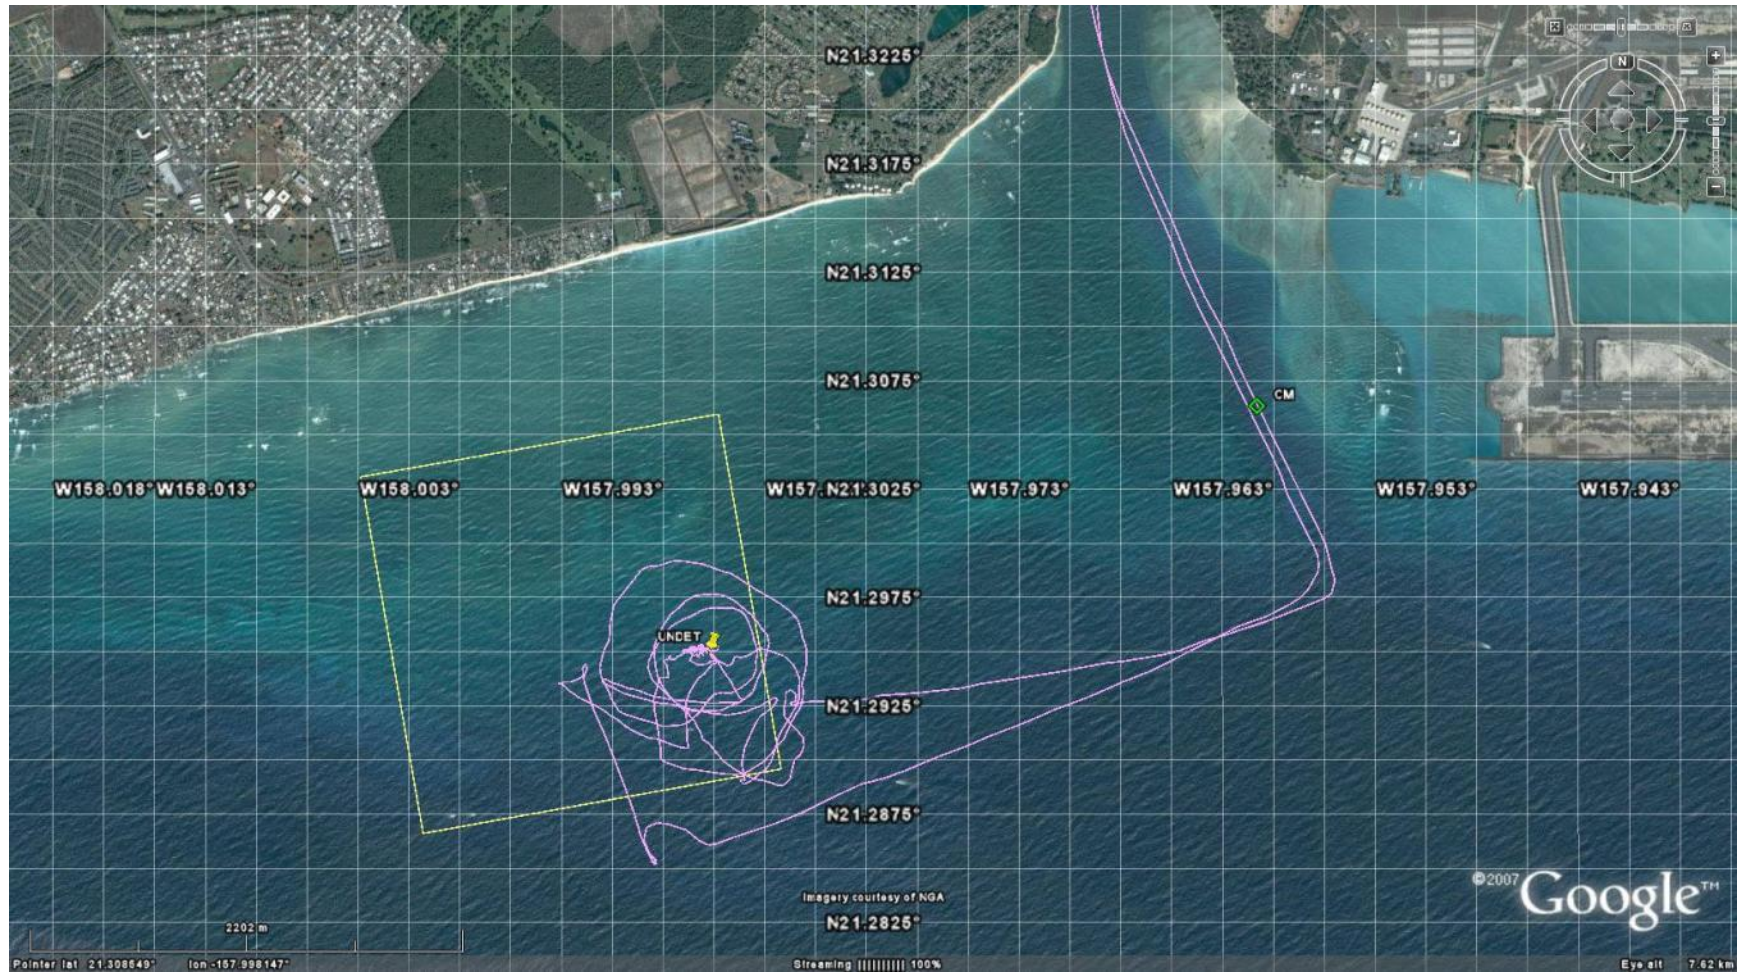 N21.3225°
N
N21.3175°
N21.3125°
N21.3075°
CM
W158.018° W158.013° W158.003° W157.993° W157. N21.3025° W157.973° W157.963° W157.953° W157.943°
N21.2975°
UNDET
N21.2925°
N21.2875°
©2007 Google™
Imagery courtesy of NGA
N21.2825°
2202 m
Pointer lat 21.308549° lon -157.998147° Streaming |||||||||| 100% Eye alt 7.62 km